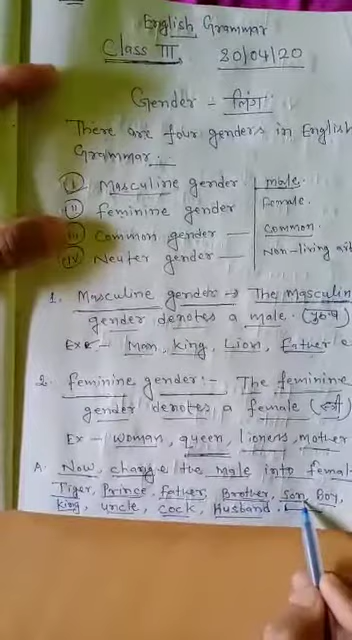 English Grammar
Class III 30/04/20
Gender - लिंग
There are four genders in English
Grammar:
(I) Masculine gender male.
(II) Feminine gender Female.
(III) Common gender — common
(IV) Neuter gender — Non-living
1. Masculine gender → The Masculin
gender denotes a male. (पुरुष)
Ex - Man, king, Lion, Father
2. Feminine gender:- The feminine
gender denotes a female (स्त्री)
Ex - woman, queen, lioners, mother
A. Now, change the male into femal
Tiger, Prince, father, Brother, Son, Boy,
king, uncle, cock, Husband.